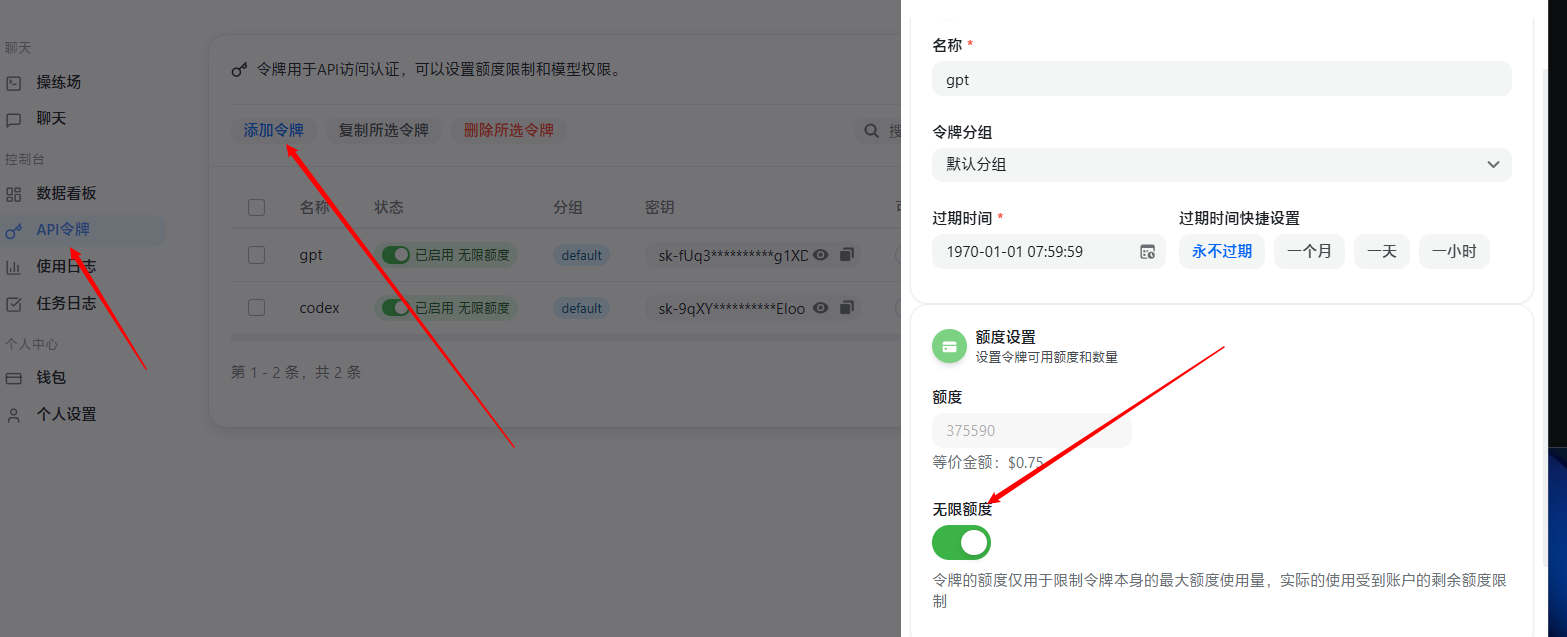 聊天
操练场
聊天
控制台
数据看板
API令牌
使用日志
任务日志
个人中心
钱包
个人设置
令牌用于API访问认证，可以设置额度限制和模型权限。
添加令牌 复制所选令牌 删除所选令牌
名称 状态 分组 密钥
gpt 已启用 无限额度 default sk-fUq3**********g1XD
codex 已启用 无限额度 default sk-9qXY**********Eloo
第 1 - 2 条，共 2 条
名称 *
gpt
令牌分组
默认分组
过期时间 * 过期时间快捷设置
1970-01-01 07:59:59 永不过期 一个月 一天 一小时
额度设置
设置令牌可用额度和数量
额度
375590
等价金额：$0.75
无限额度
令牌的额度仅用于限制令牌本身的最大额度使用量，实际的使用受到账户的剩余额度限
制